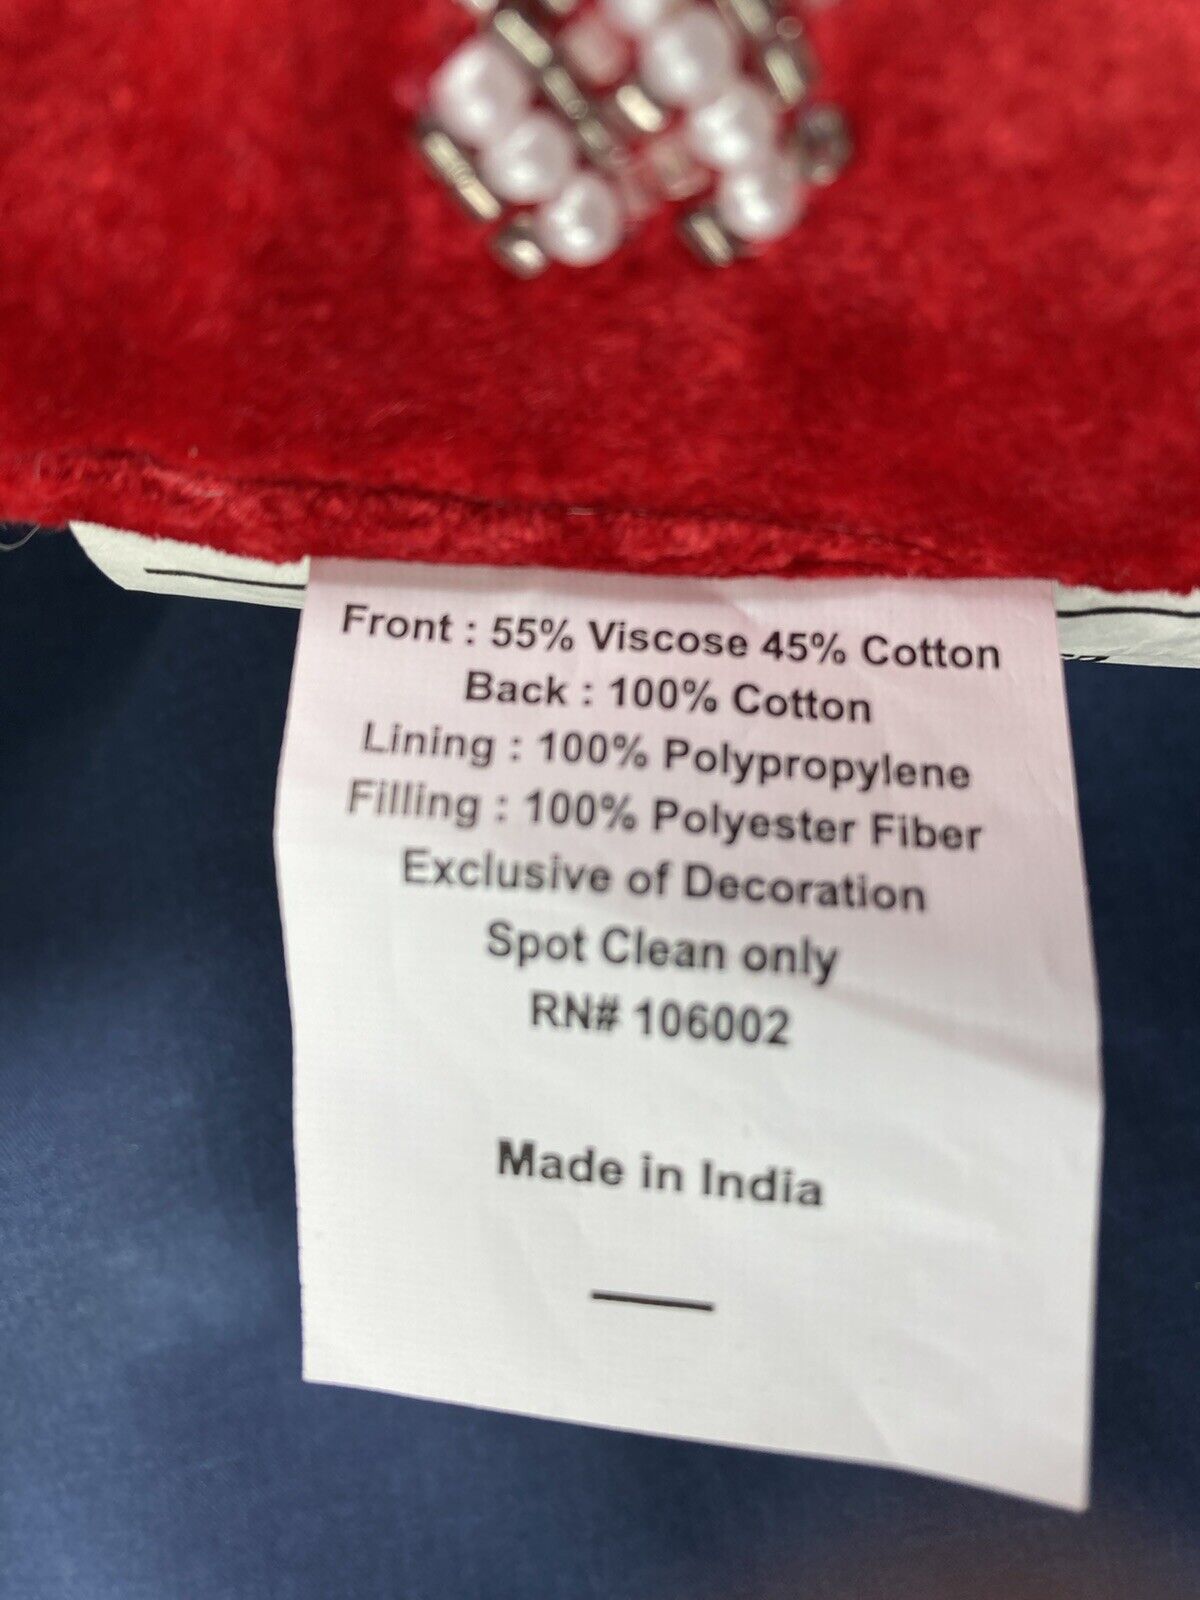 Front : 55% Viscose 45% Cotton
Back : 100% Cotton
Lining : 100% Polypropylene
Filling : 100% Polyester Fiber
Exclusive of Decoration
Spot Clean only
RN# 106002
Made in India